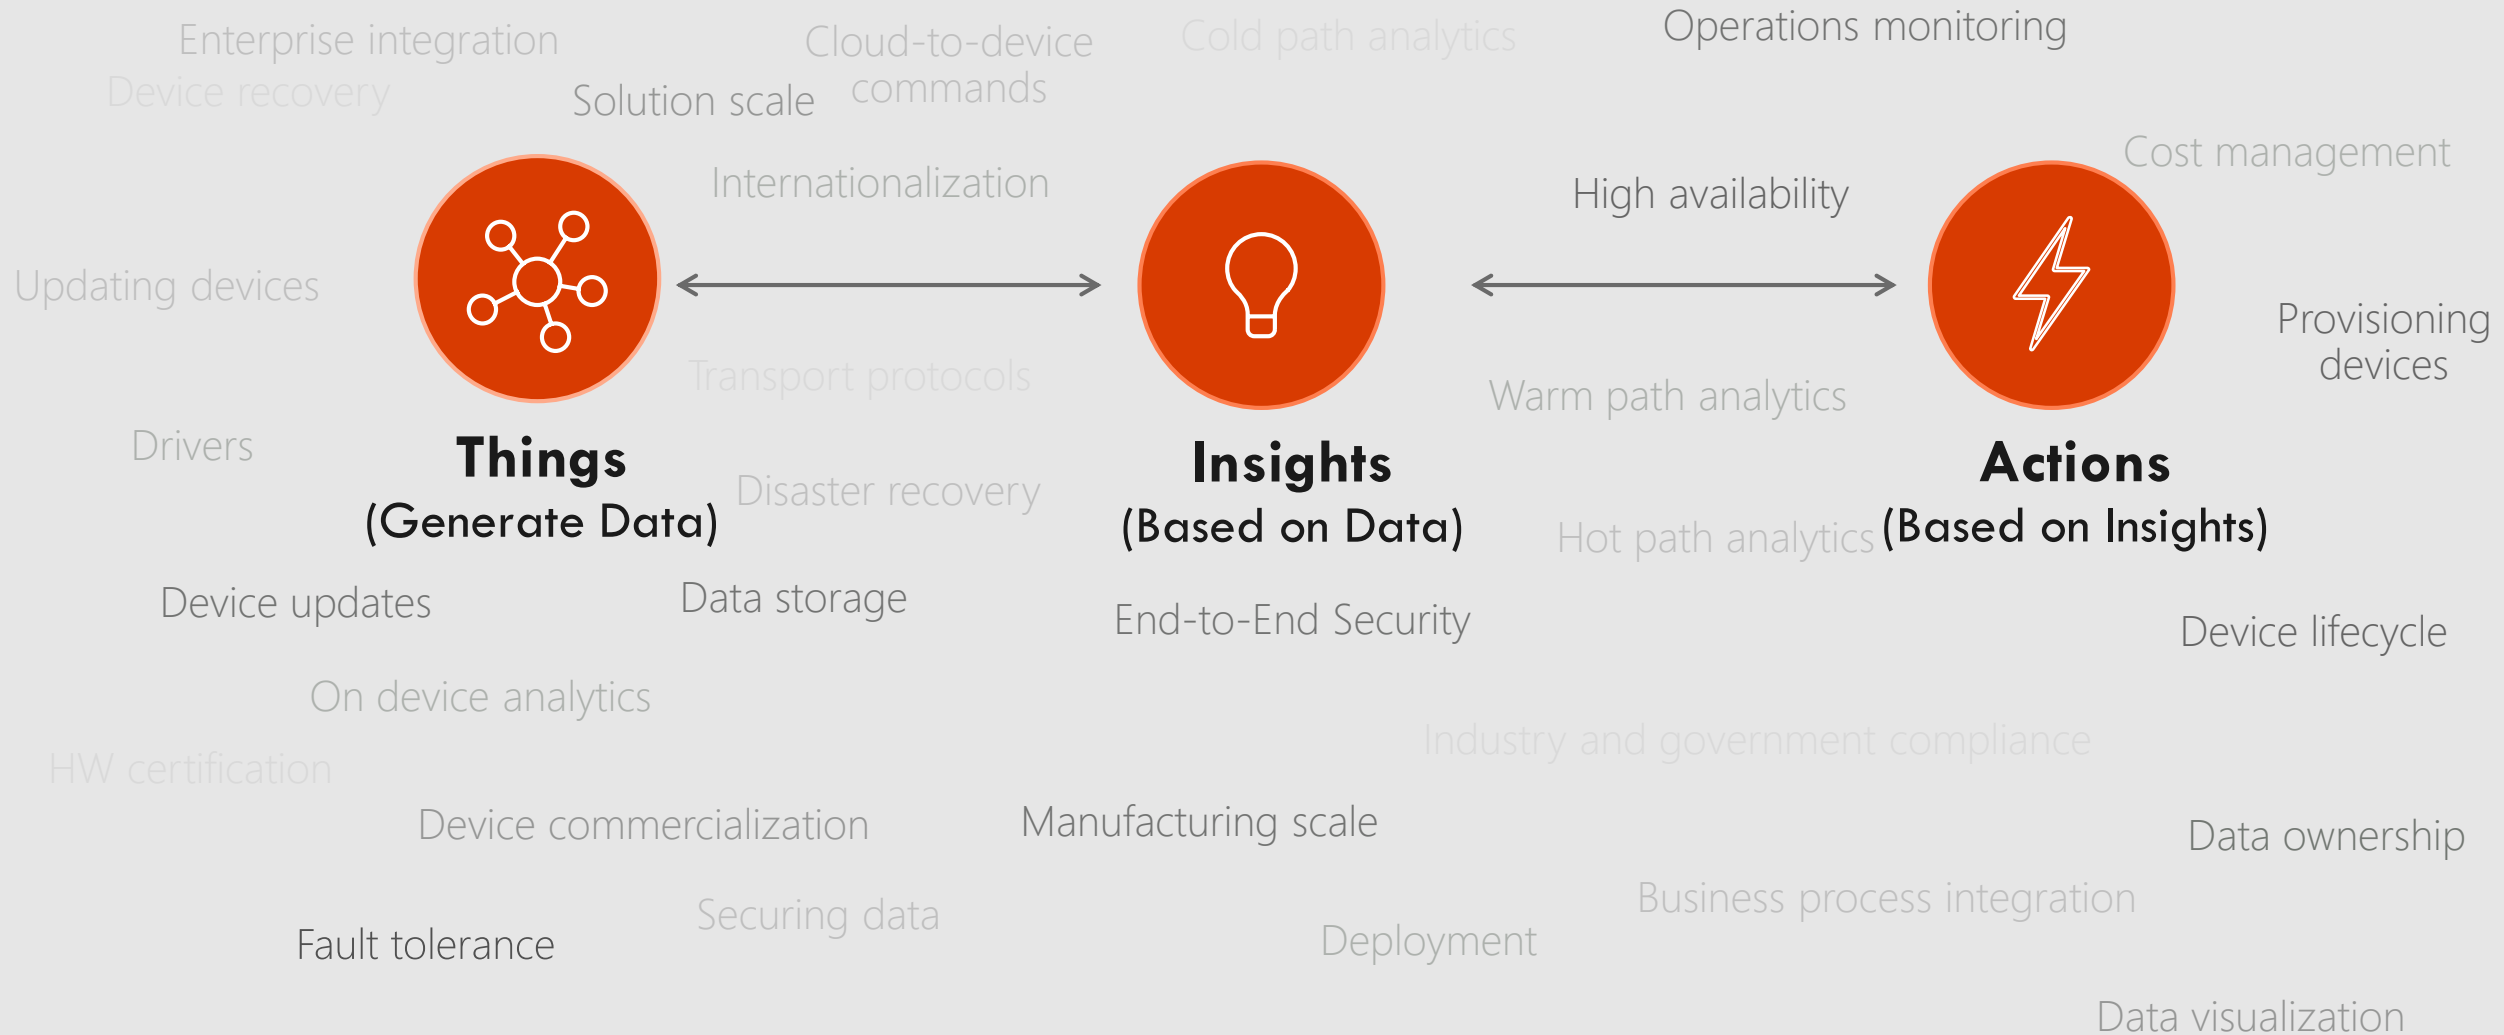 Operations monitoring
Enterprise integration
Cloud-to-device
commands
Cold path analytics
Device recovery
Solution scale
Cost management
Internationalization
High availability
Updating devices
Provisioning
devices
Transport protocols
Warm path analytics
Drivers
Things
(Generate Data)
Insights
(Based on Data)
Actions
(Based on Insights)
Disaster recovery
Hot path analytics
Device updates
Data storage
End-to-End Security
Device lifecycle
On device analytics
Industry and government compliance
HW certification
Device commercialization
Manufacturing scale
Data ownership
Business process integration
Securing data
Fault tolerance
Deployment
Data visualization